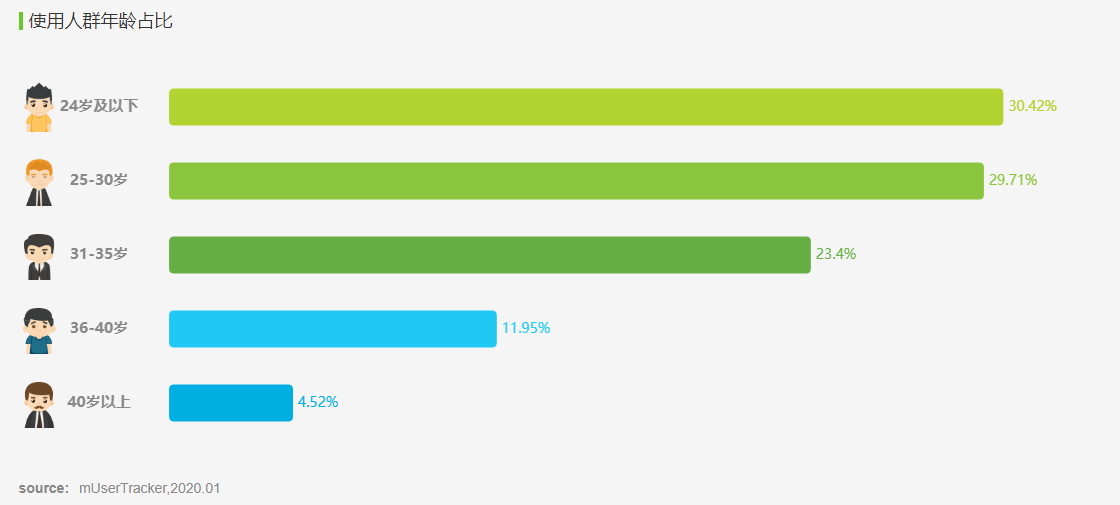 使用人群年龄占比
24岁及以下 30.42%
25-30岁 29.71%
31-35岁 23.4%
36-40岁 11.95%
40岁以上 4.52%
source: mUserTracker,2020.01